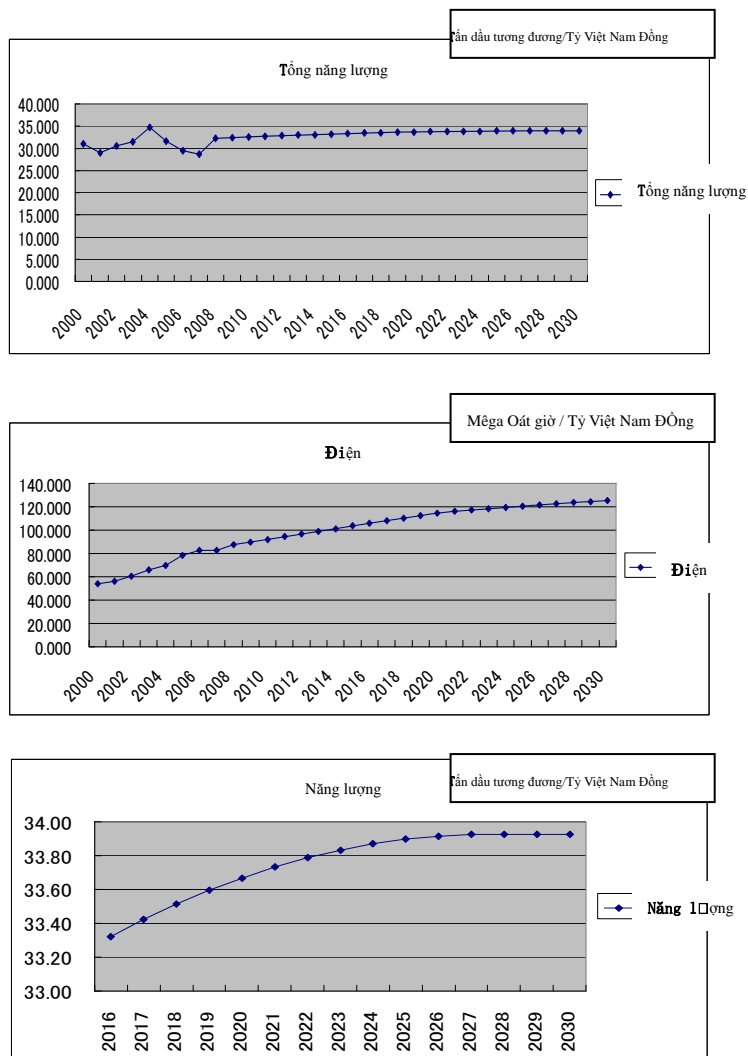 Tấn dầu tương đương/Tỷ Việt Nam Đồng
Tổng năng lượng
40.000
35.000
30.000
25.000
20.000
15.000
10.000
5.000
0.000
Tổng năng lượng
2000 2002 2004 2006 2008 2010 2012 2014 2016 2018 2020 2022 2024 2026 2028 2030
Mêga Oát giờ / Tỷ Việt Nam ĐỒng
Điện
140.000
120.000
100.000
80.000
60.000
40.000
20.000
0.000
Điện
2000 2002 2004 2006 2008 2010 2012 2014 2016 2018 2020 2022 2024 2026 2028 2030
Tấn dầu tương đương/Tỷ Việt Nam Đồng
Năng lượng
34.00
33.80
33.60
33.40
33.20
33.00
Năng l□ợng
2016 2017 2018 2019 2020 2021 2022 2023 2024 2025 2026 2027 2028 2029 2030